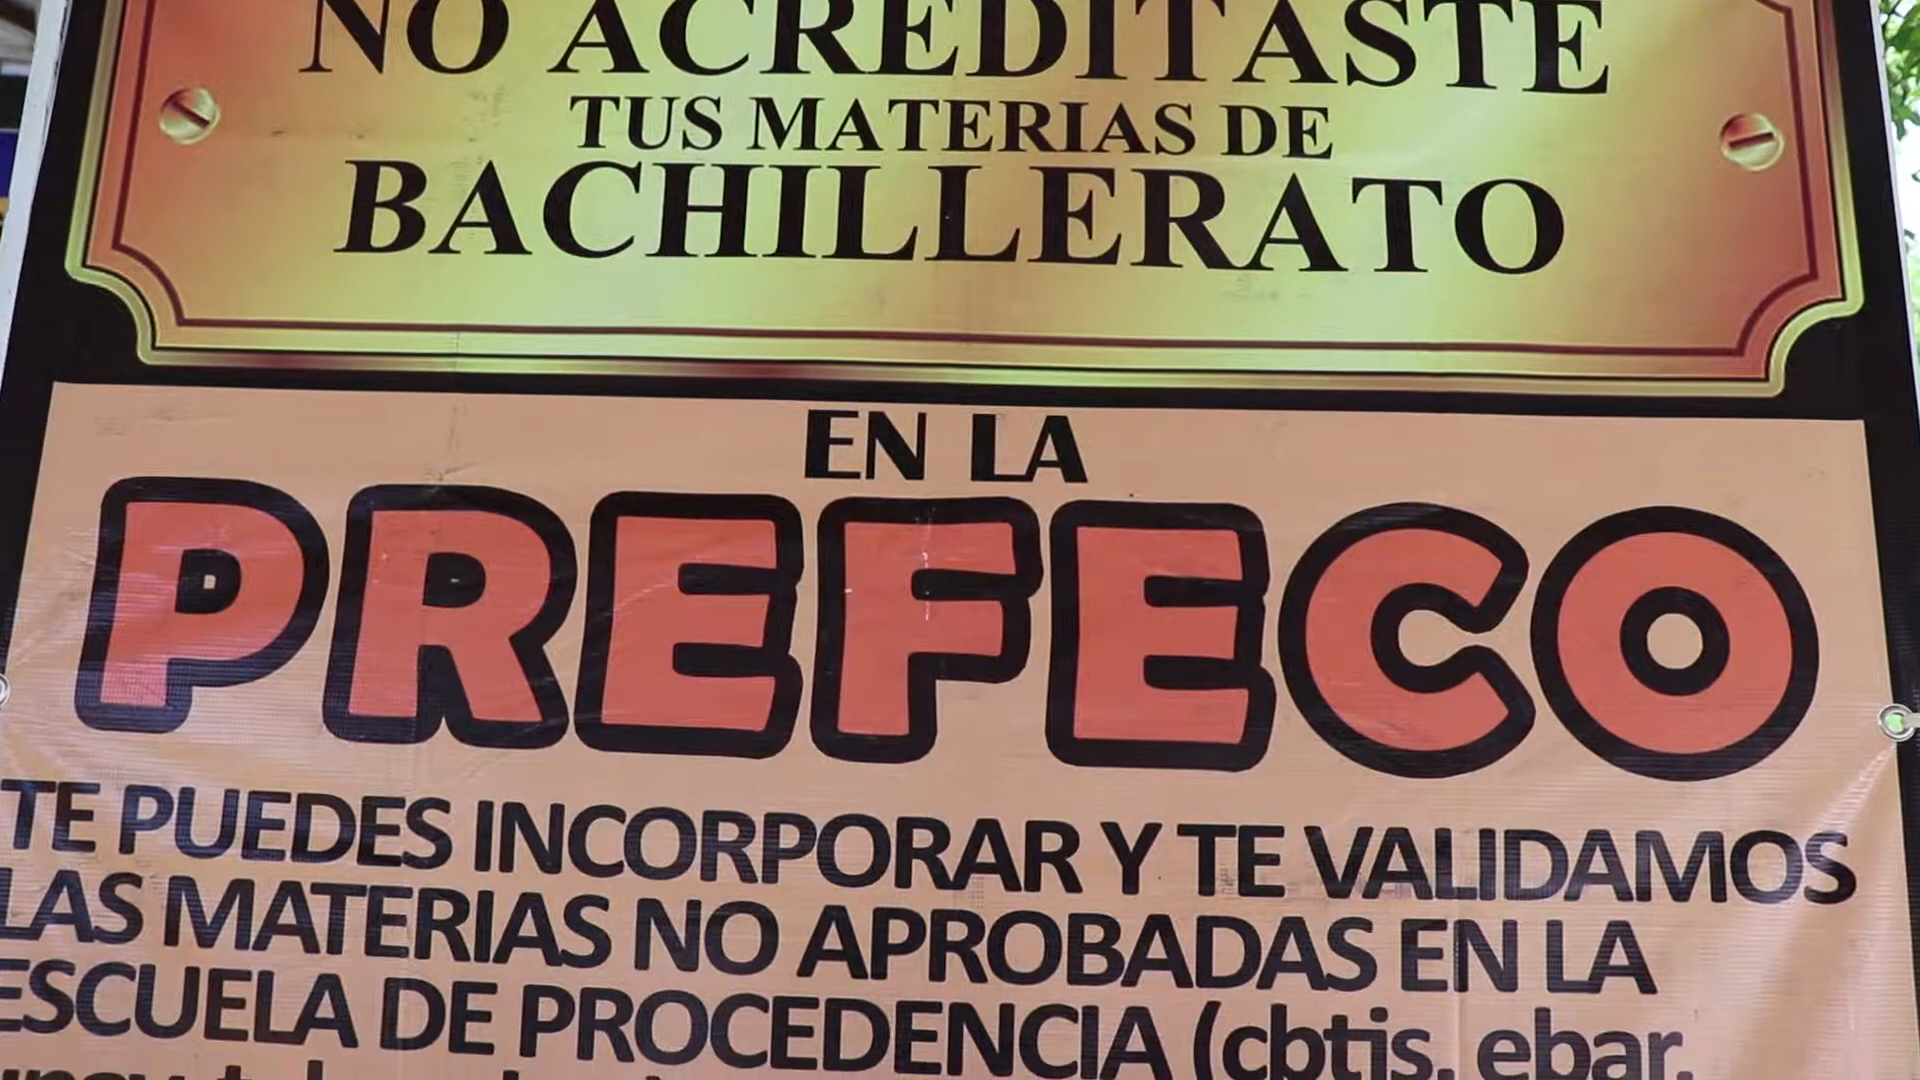 NO ACREDITASTE
TUS MATERIAS DE
BACHILLERATO
EN LA
PREFECO
TE PUEDES INCORPORAR Y TE VALIDAMOS
LAS MATERIAS NO APROBADAS EN LA
ESCUELA DE PROCEDENCIA (cbtis, ebar,